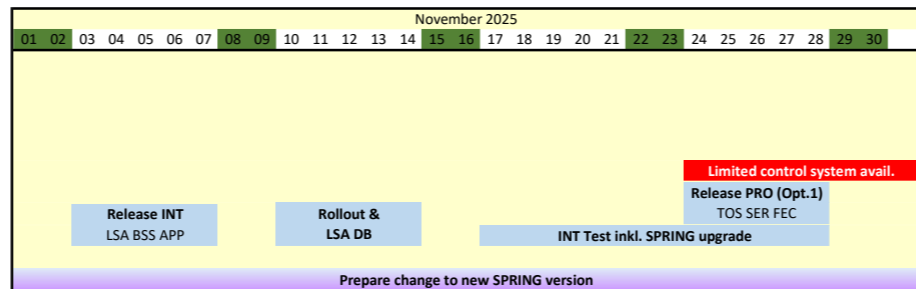 November 2025
01 02 03 04 05 06 07 08 09 10 11 12 13 14 15 16 17 18 19 20 21 22 23 24 25 26 27 28 29 30
Limited control system avail.
Release PRO (Opt.1)
TOS SER FEC
Release INT
LSA BSS APP
Rollout &
LSA DB
INT Test inkl. SPRING upgrade
Prepare change to new SPRING version